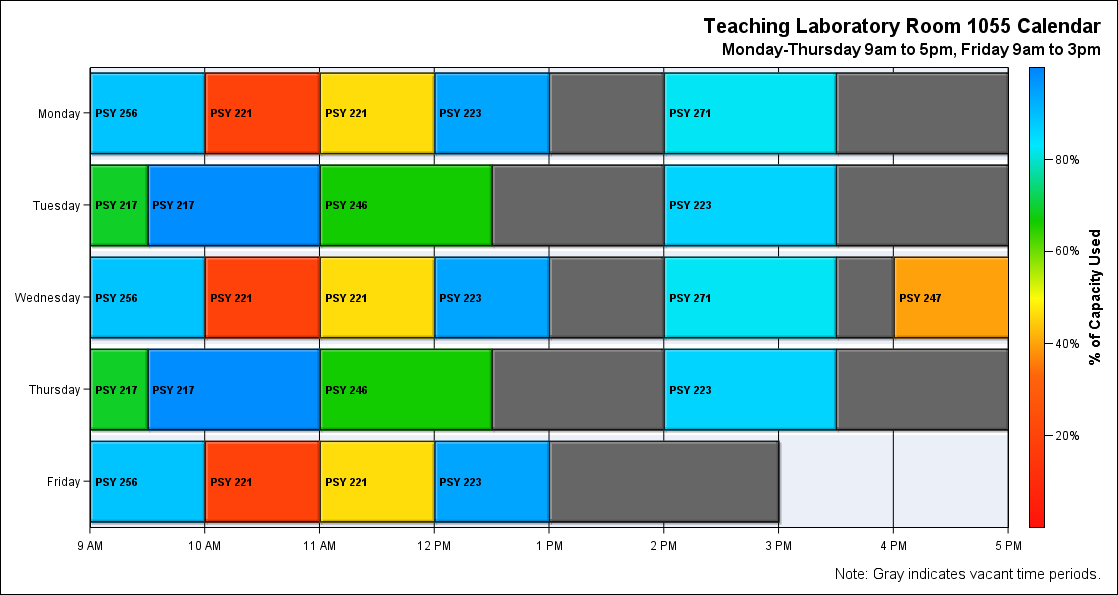 Teaching Laboratory Room 1055 Calendar
Monday-Thursday 9am to 5pm, Friday 9am to 3pm
Monday PSY 256 PSY 221 PSY 221 PSY 223 PSY 271
Tuesday PSY 217 PSY 217 PSY 246 PSY 223
Wednesday PSY 256 PSY 221 PSY 221 PSY 223 PSY 271 PSY 247
Thursday PSY 217 PSY 217 PSY 246 PSY 223
Friday PSY 256 PSY 221 PSY 221 PSY 223
9 AM 10 AM 11 AM 12 PM 1 PM 2 PM 3 PM 4 PM 5 PM
80%
60%
40%
20%
% of Capacity Used
Note: Gray indicates vacant time periods.